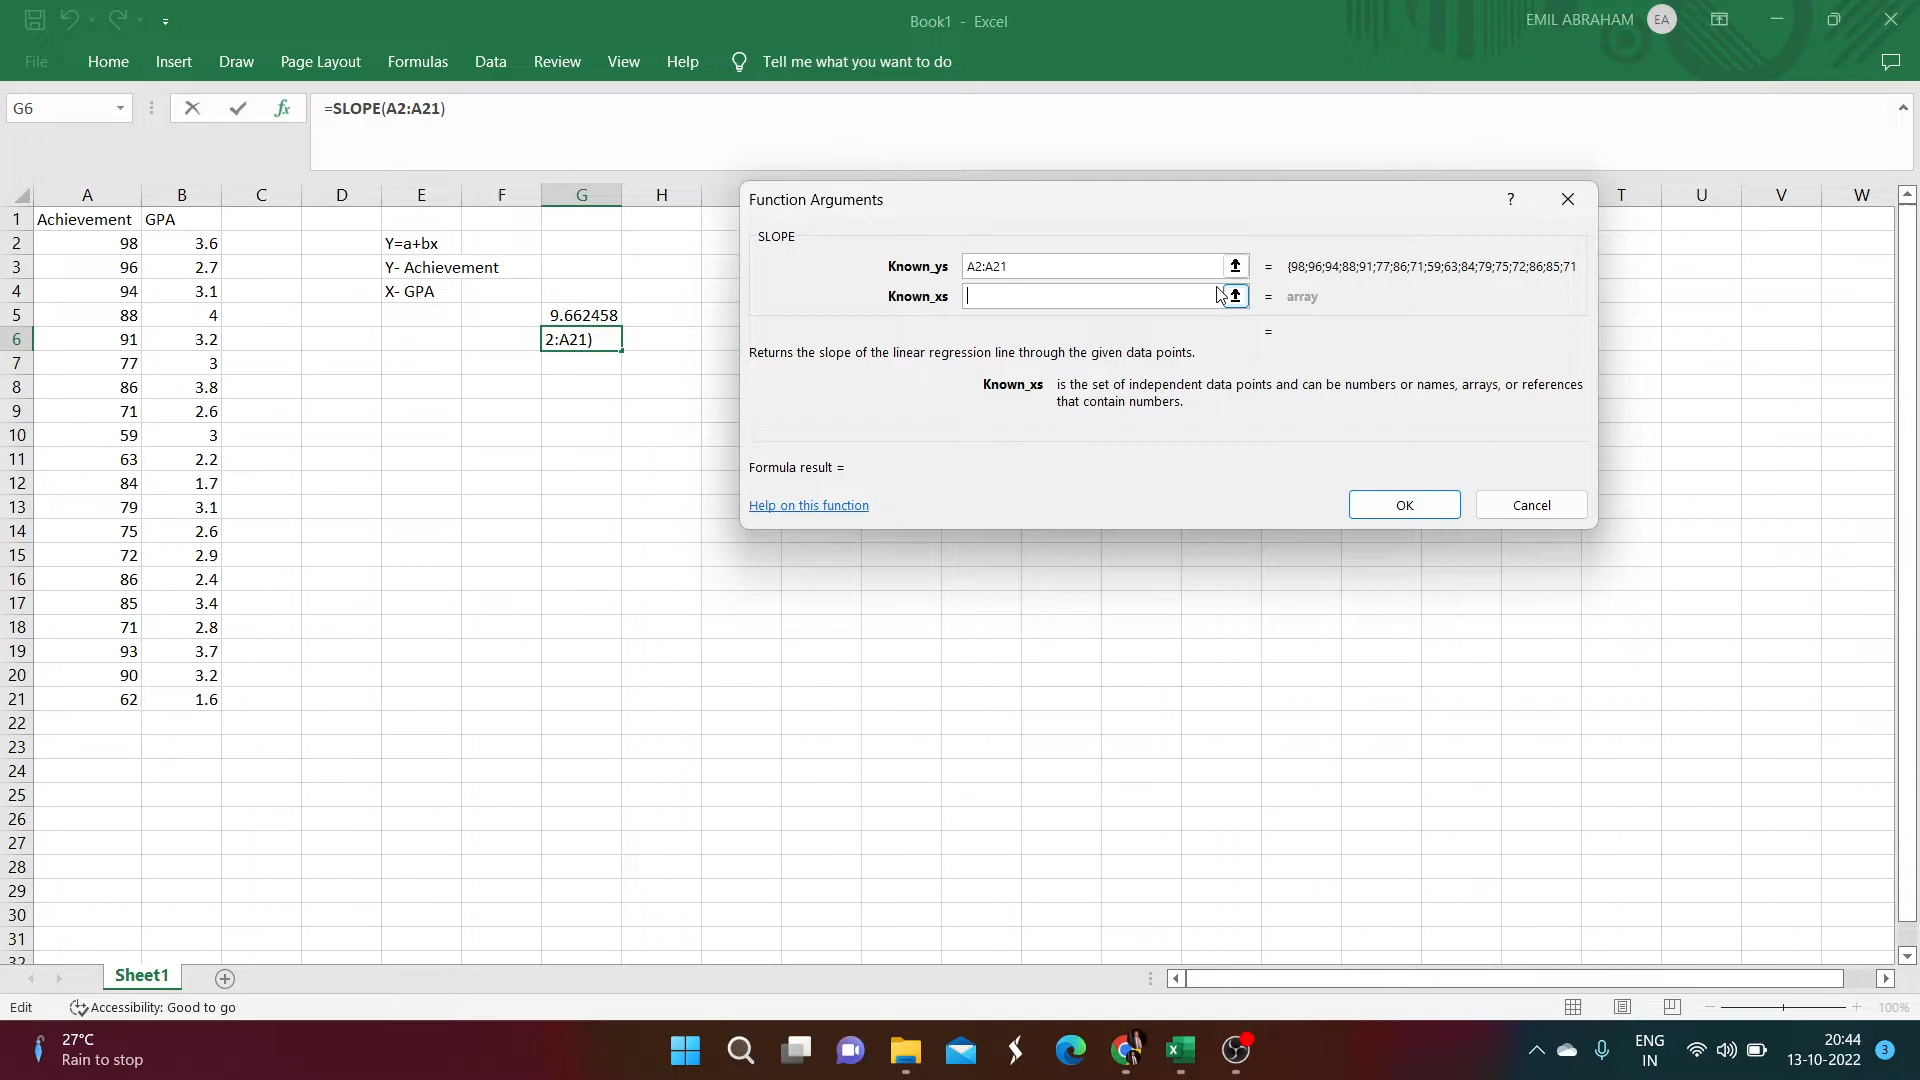 Book1 - Excel
EMIL ABRAHAM
EA
File
Home
Insert
Draw
Page Layout
Formulas
Data
Review
View
Help
Tell me what you want to do
G6
fx
=SLOPE(A2:A21)
A B C D E F G H T U V W
1 Achievement GPA
2 98 3.6 Y=a+bx
3 96 2.7 Y- Achievement
4 94 3.1 X- GPA
5 88 4 9.662458
6 91 3.2 2:A21)
7 77 3
8 86 3.8
9 71 2.6
10 59 3
11 63 2.2
12 84 1.7
13 79 3.1
14 75 2.6
15 72 2.9
16 86 2.4
17 85 3.4
18 71 2.8
19 93 3.7
20 90 3.2
21 62 1.6
22
23
24
25
26
27
28
29
30
31
32
Function Arguments
?
SLOPE
Known_ys A2:A21 = {98;96;94;88;91;77;86;71;59;63;84;79;75;72;86;85;71
Known_xs = array
=
Returns the slope of the linear regression line through the given data points.
Known_xs is the set of independent data points and can be numbers or names, arrays, or references
that contain numbers.
Formula result =
Help on this function
OK
Cancel
Sheet1
Edit
Accessibility: Good to go
100%
27°C
Rain to stop
ENG
IN
20:44
13-10-2022
3